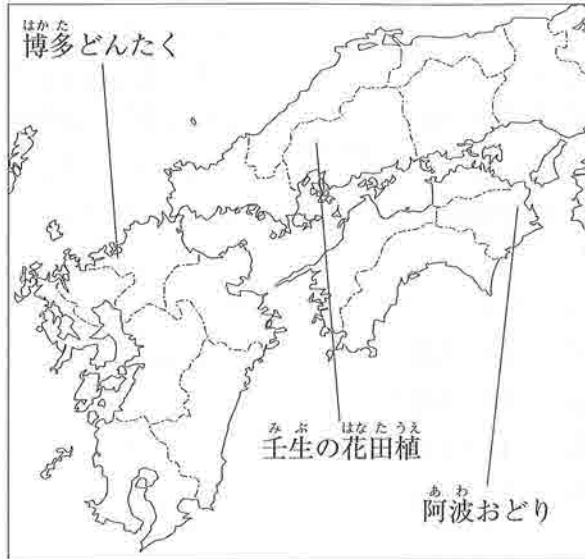 はかた
博多どんたく
みぶ はなたうえ
壬生の花田植
あわ
阿波おどり